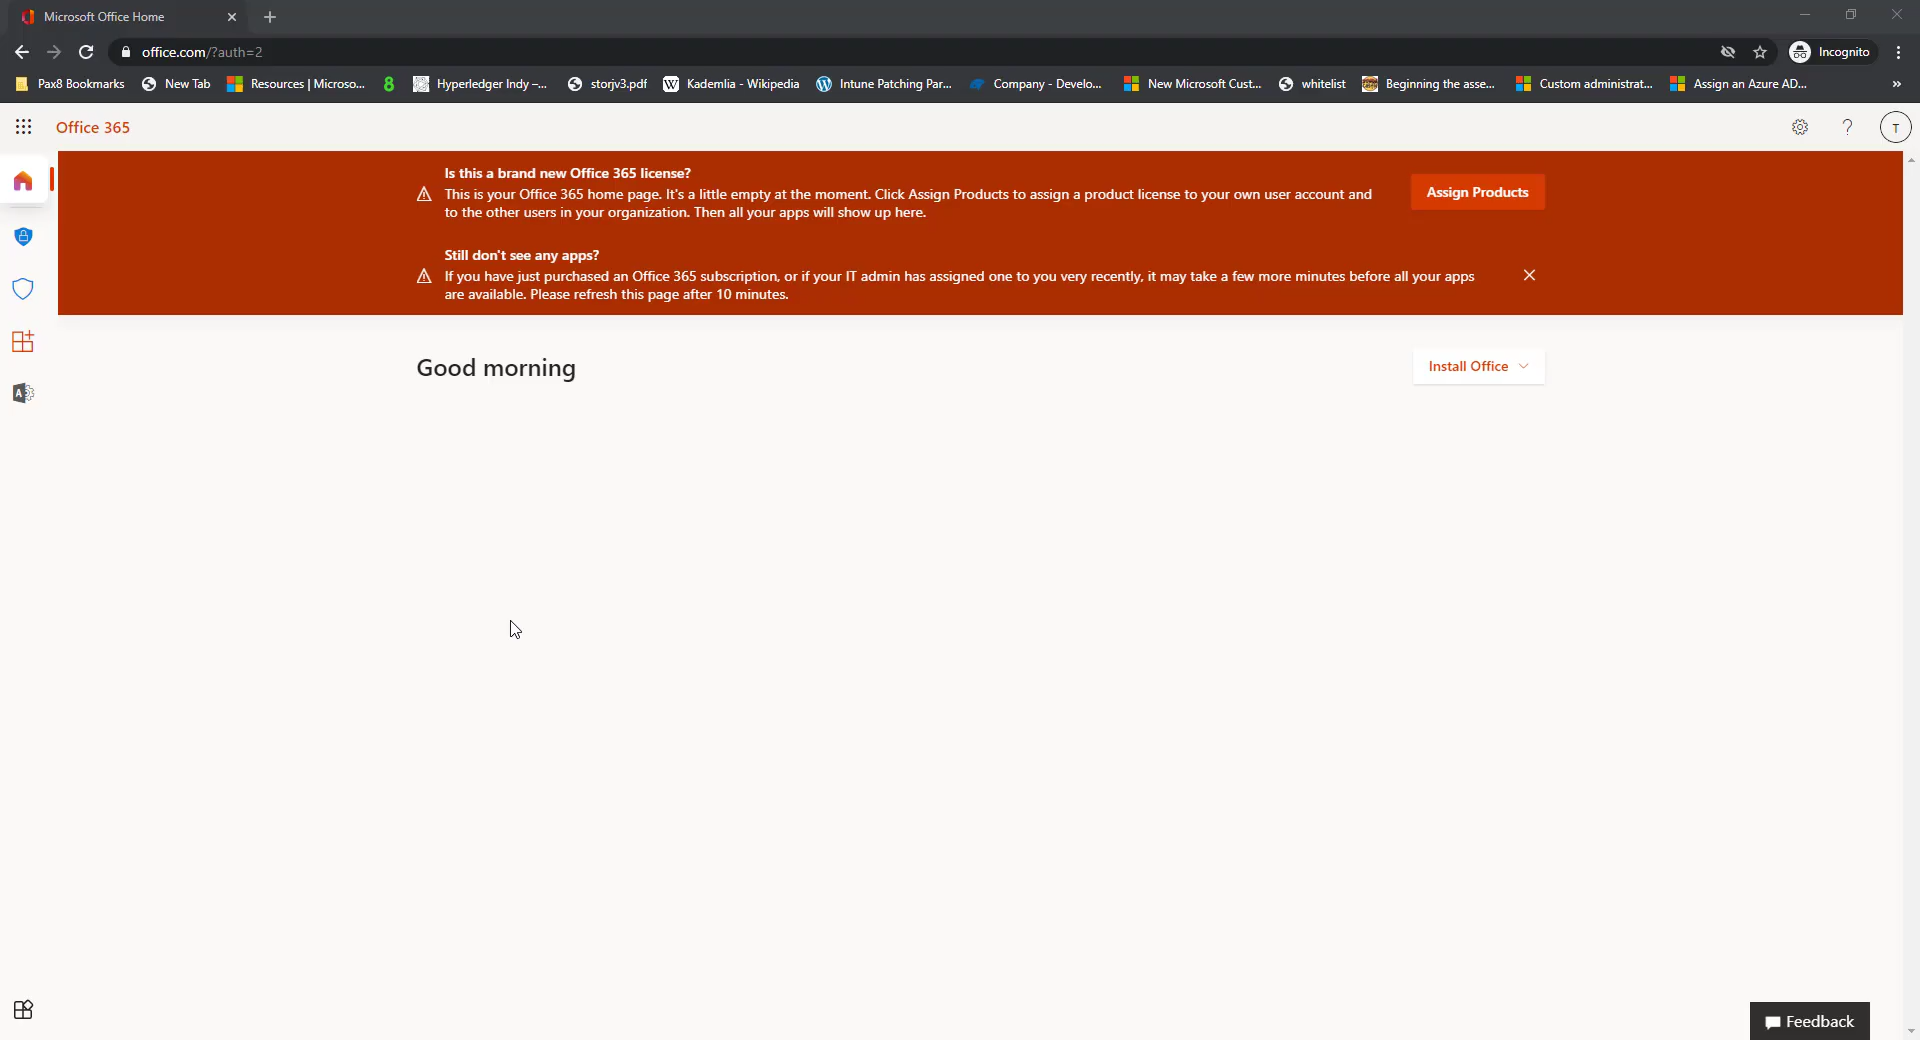 Microsoft Office Home
office.com/?auth=2
Incognito
Pax8 Bookmarks
New Tab
Resources | Microso...
8
Hyperledger Indy –...
storjv3.pdf
W
Kademlia - Wikipedia
Intune Patching Par...
Company - Develo...
New Microsoft Cust...
whitelist
Beginning the asse...
Custom administrat...
Assign an Azure AD...
»
Office 365
?
T
Is this a brand new Office 365 license?
This is your Office 365 home page. It's a little empty at the moment. Click Assign Products to assign a product license to your own user account and
to the other users in your organization. Then all your apps will show up here.
Assign Products
Still don't see any apps?
If you have just purchased an Office 365 subscription, or if your IT admin has assigned one to you very recently, it may take a few more minutes before all your apps
are available. Please refresh this page after 10 minutes.
Good morning
Install Office
A
Feedback